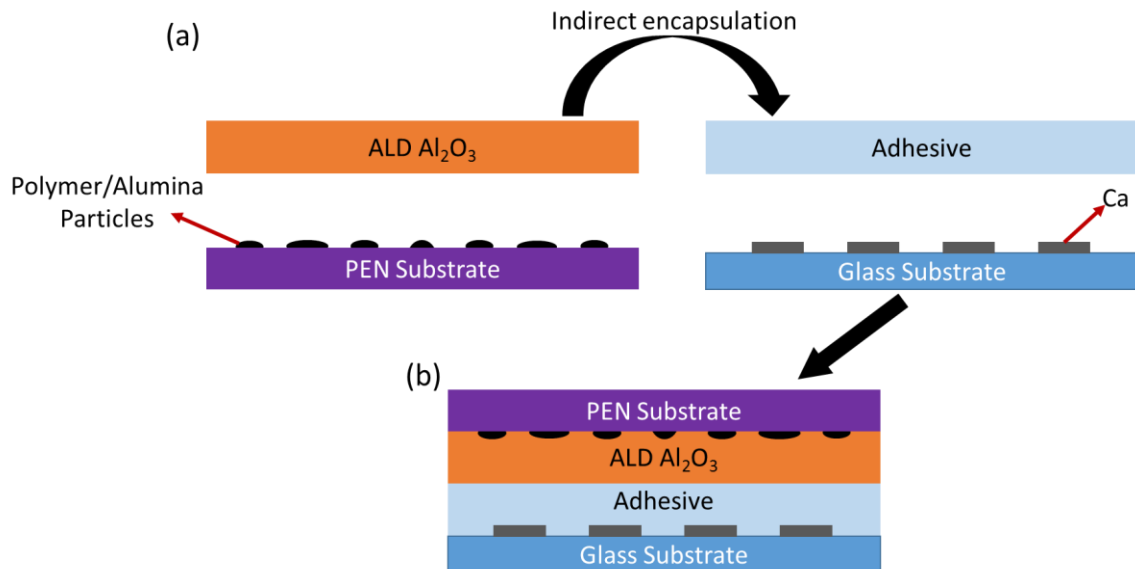 (a)
Indirect encapsulation
ALD Al₂O₃
Adhesive
Polymer/Alumina
Particles
Ca
PEN Substrate
Glass Substrate
(b)
PEN Substrate
ALD Al₂O₃
Adhesive
Glass Substrate